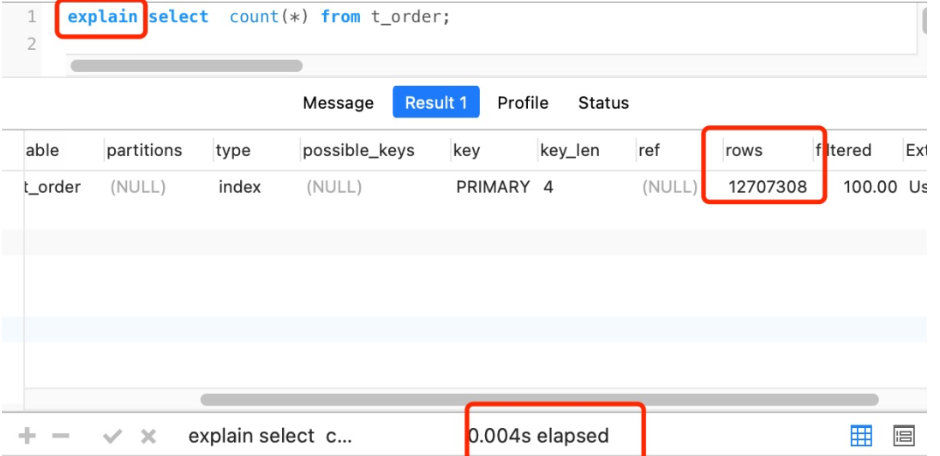 1 explain select count(*) from t_order;
2
Message Result 1 Profile Status
able partitions type possible_keys key key_len ref rows filtered Ext
t_order (NULL) index (NULL) PRIMARY 4 (NULL) 12707308 100.00 Us
explain select c... 0.004s elapsed